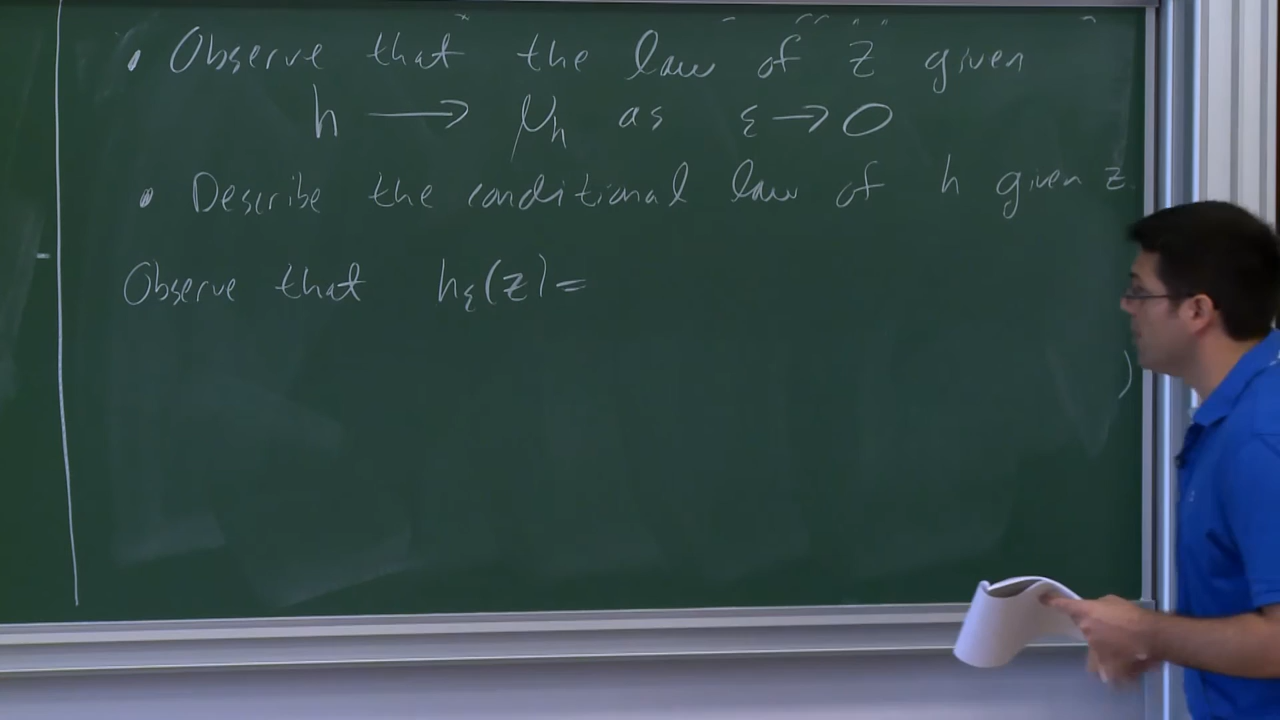 • Observe that the law of z given
h → μ_h as ε → 0
• Describe the conditional law of h given z.
Observe that h_ε(z) =
)